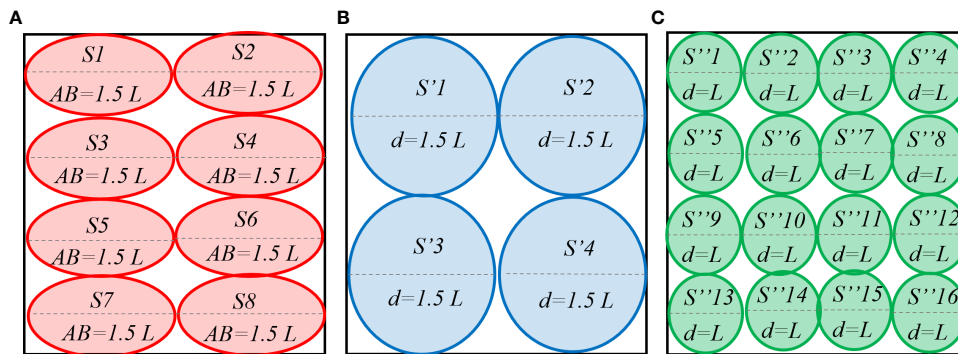 A
B
C
S1
S2
AB=1.5 L
AB=1.5 L
S3
S4
AB=1.5 L
AB=1.5 L
S5
S6
AB=1.5 L
AB=1.5 L
S7
S8
AB=1.5 L
AB=1.5 L
S'1
S'2
d=1.5 L
d=1.5 L
S'3
S'4
d=1.5 L
d=1.5 L
S''1
S''2
S''3
S''4
d=L
d=L
d=L
d=L
S''5
S''6
S''7
S''8
d=L
d=L
d=L
d=L
S''9
S''10
S''11
S''12
d=L
d=L
d=L
d=L
S''13
S''14
S''15
S''16
d=L
d=L
d=L
d=L